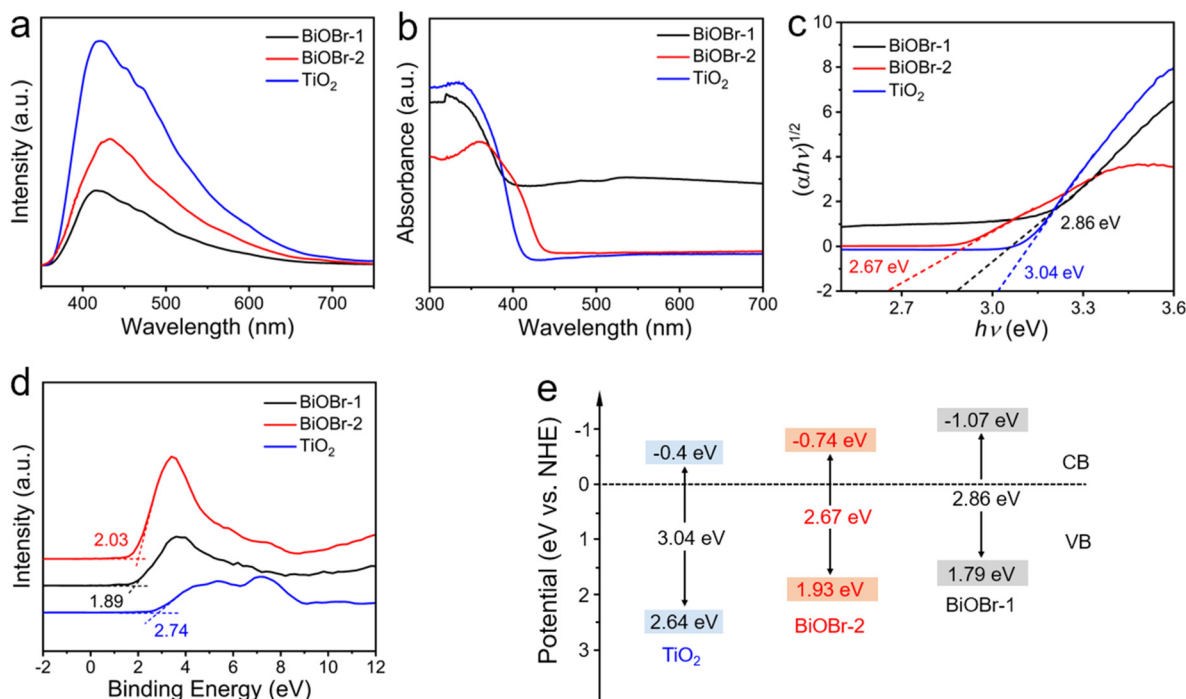 a
BiOBr-1
BiOBr-2
TiO2
Intensity (a.u.)
400 500 600 700
Wavelength (nm)
b
BiOBr-1
BiOBr-2
TiO2
Absorbance (a.u.)
300 400 500 600 700
Wavelength (nm)
c
BiOBr-1
BiOBr-2
TiO2
(αhν)1/2
10
8
6
4
2
0
-2
2.86 eV
2.67 eV
3.04 eV
2.7 3.0 3.3 3.6
hν (eV)
d
BiOBr-1
BiOBr-2
TiO2
Intensity (a.u.)
2.03
1.89
2.74
-2 0 2 4 6 8 10 12
Binding Energy (eV)
e
Potential (eV vs. NHE)
-1
0
1
2
3
-0.4 eV
3.04 eV
2.64 eV
TiO2
-0.74 eV
2.67 eV
1.93 eV
BiOBr-2
-1.07 eV
2.86 eV
1.79 eV
BiOBr-1
CB
VB